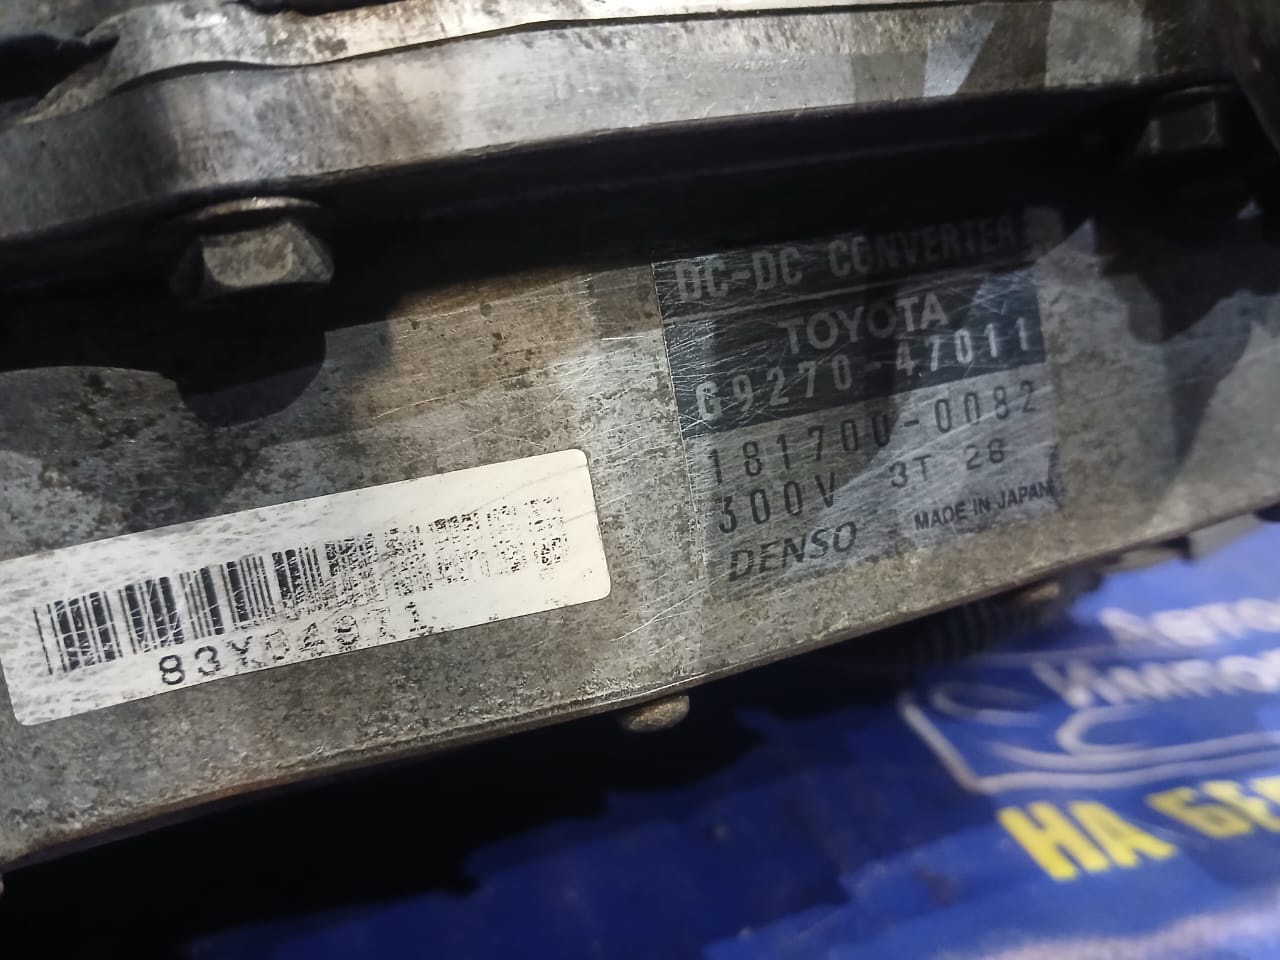 DC-DC CONVERTER
TOYOTA
G9270-47011
181700-0082
300V 3T 28
DENSO MADE IN JAPAN
НА